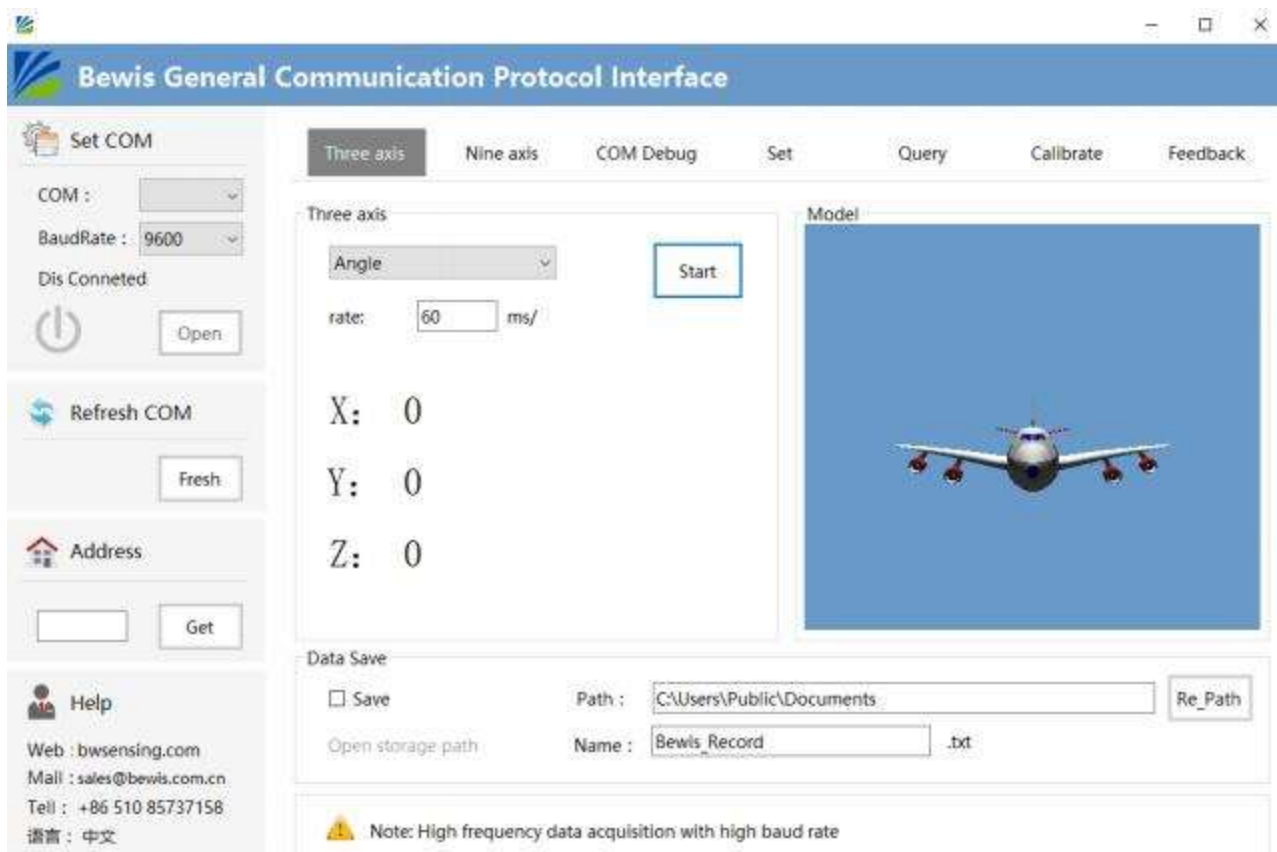 Bewis General Communication Protocol Interface
Set COM
COM :
BaudRate : 9600
Dis Conneted
Open
Refresh COM
Fresh
Address
Get
Help
Web : bwsensing.com
Mail : sales@bewis.com.cn
Tell : +86 510 85737158
语言 : 中文
Three axis Nine axis COM Debug Set Query Calibrate Feedback
Three axis
Angle
Start
rate: 60 ms/
X: 0
Y: 0
Z: 0
Model
Data Save
Save Path : C:\Users\Public\Documents Re_Path
Open storage path Name : Bewis_Record .txt
Note: High frequency data acquisition with high baud rate